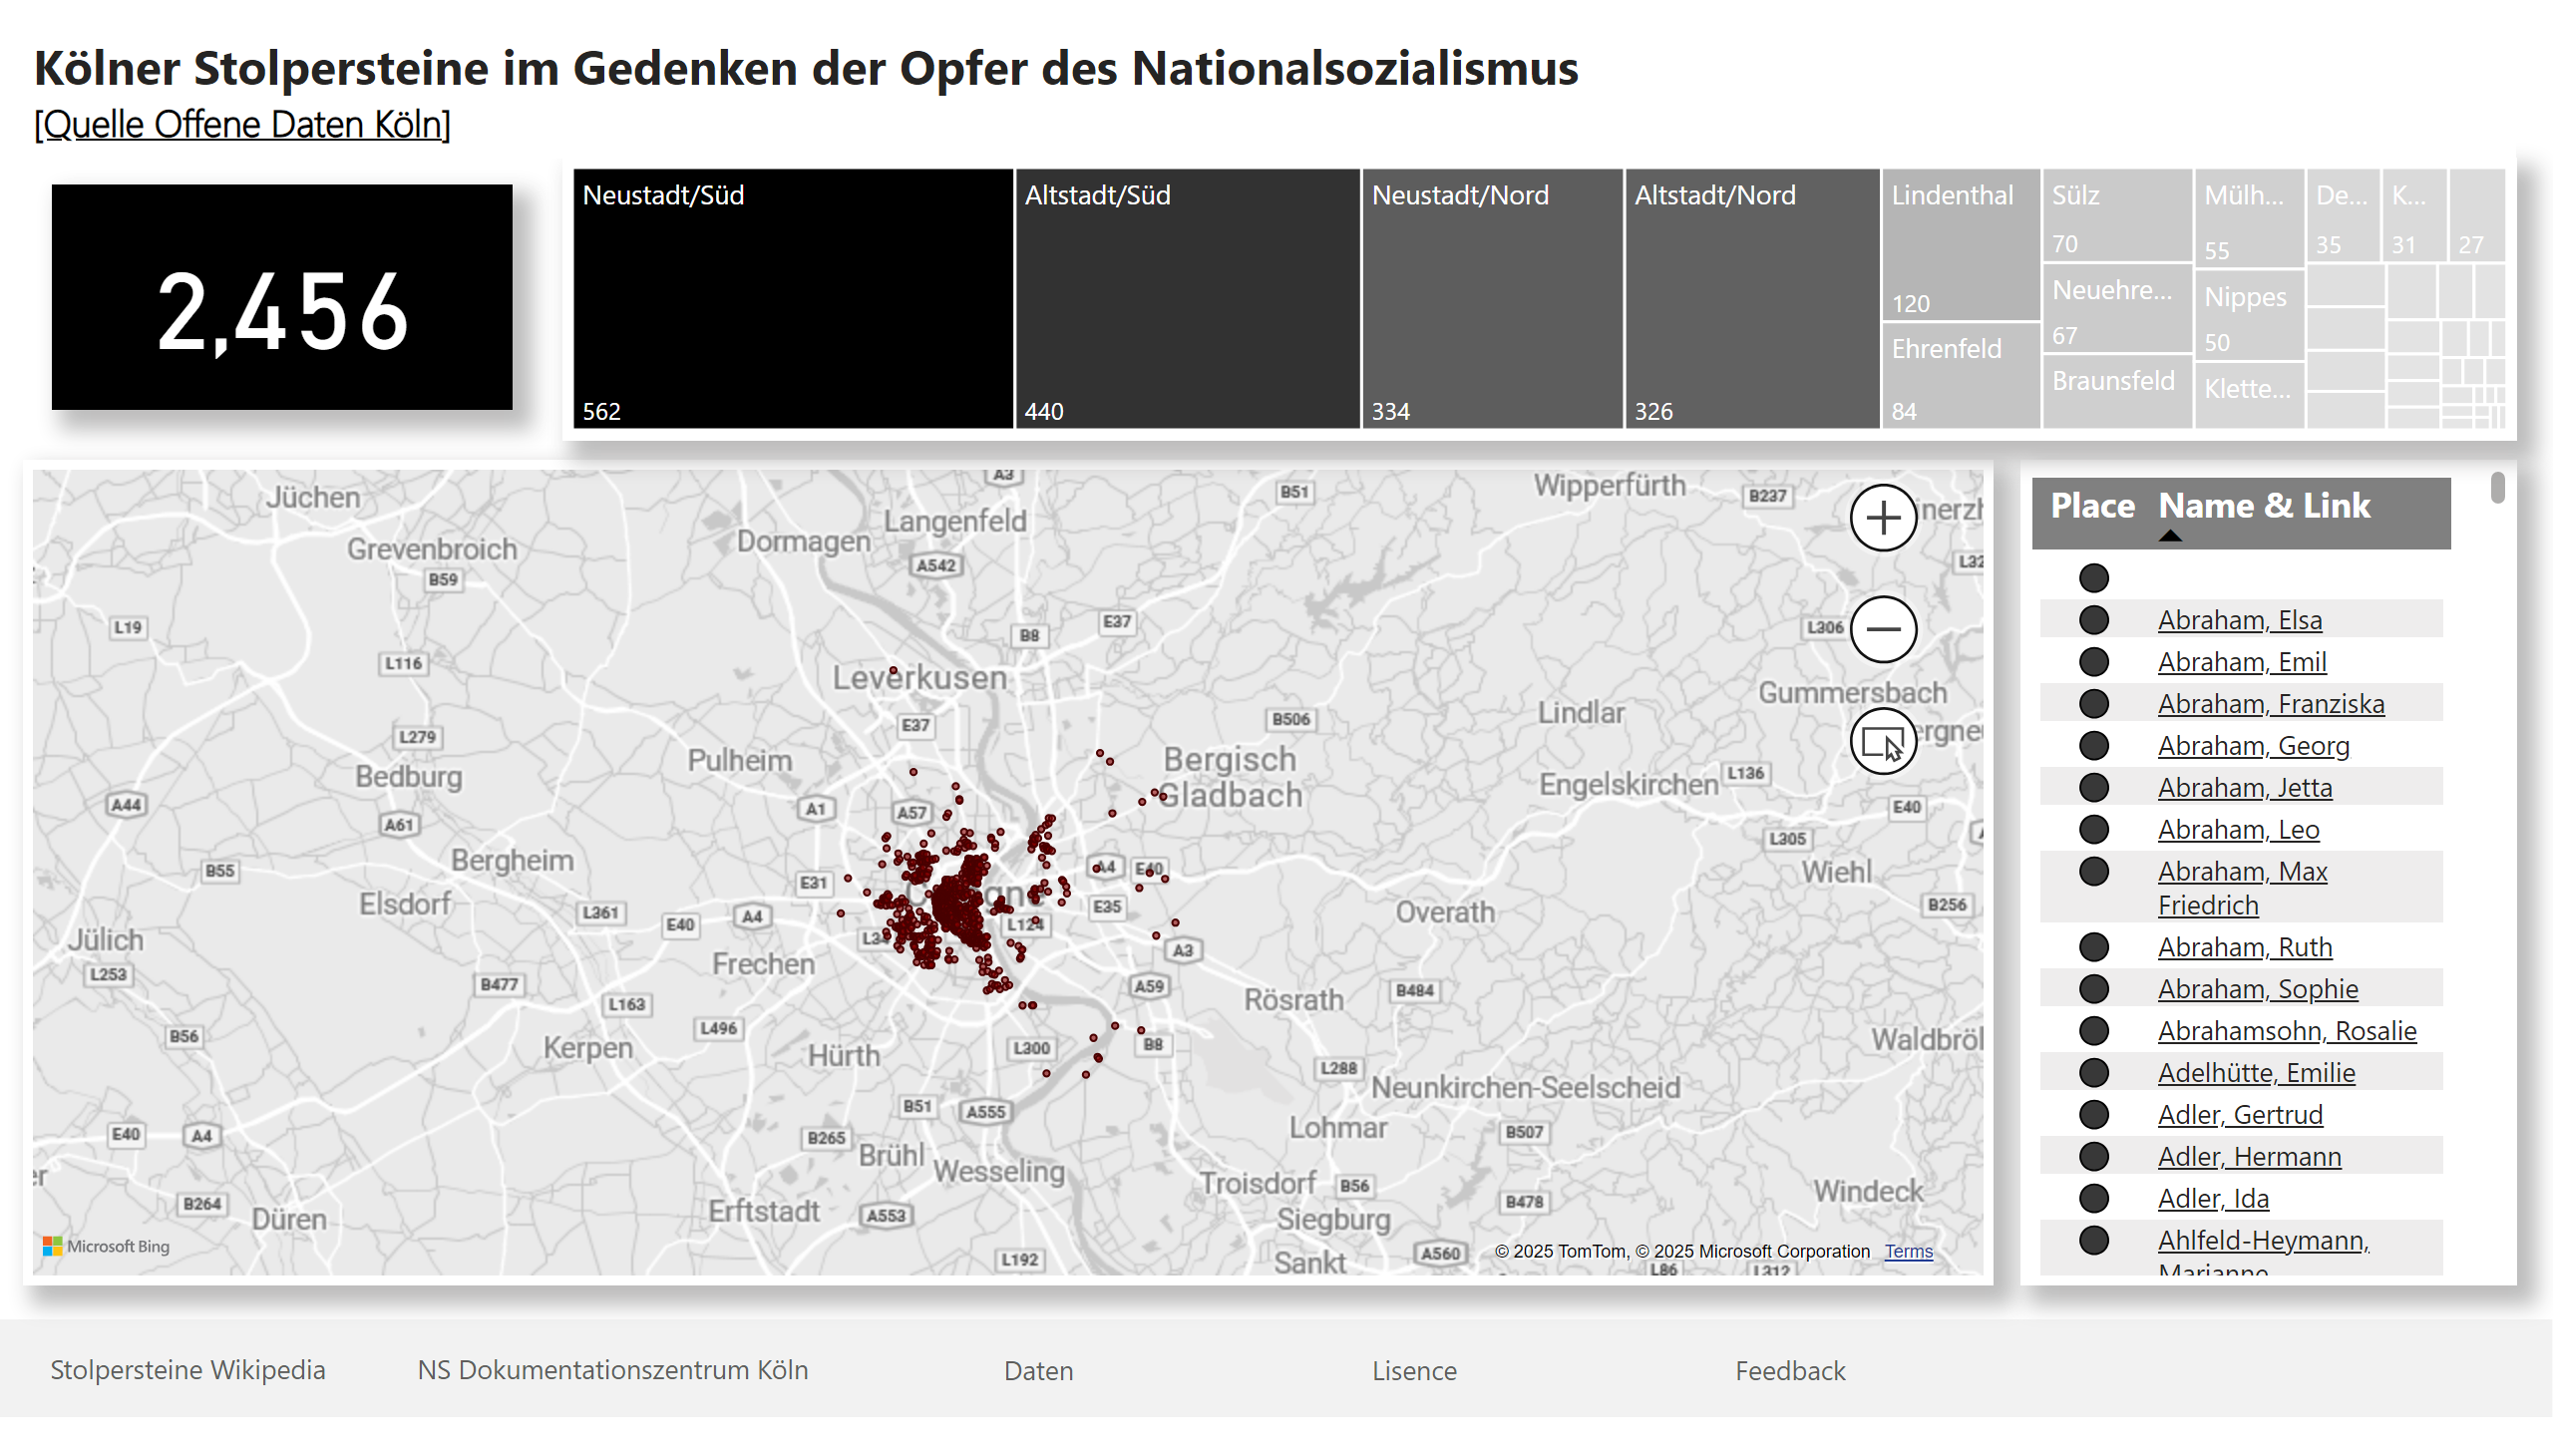 Kölner Stolpersteine im Gedenken der Opfer des Nationalsozialismus
[Quelle Offene Daten Köln]
2,456
Neustadt/Süd
562
Altstadt/Süd
440
Neustadt/Nord
334
Altstadt/Nord
326
Lindenthal
120
Ehrenfeld
84
Sülz
70
Neuehre...
67
Braunsfeld
Mülh...
55
Nippes
50
Klette...
De...
35
K...
31
27
Jüchen
Grevenbroich
B59
L19
L116
L279
Bedburg
A44
A61
B55
Bergheim
Elsdorf
L361
Jülich
L253
B477
L163
B56
Kerpen
E40
A4
B264
Düren
Microsoft Bing
A3
Langenfeld
Dormagen
A542
B51
Wipperfürth
B237
nerzh
L32
E37
B8
L306
Leverkusen
Gummersbach
Lindlar
B506
E37
ergne
Pulheim
Bergisch
Gladbach
Engelskirchen
L136
E40
A1
A57
L305
Wiehl
A4
E40
E31
gne
E35
Overath
B256
E40
A4
L34
L124
A3
Frechen
A59
Rösrath
B484
L496
Hürth
L300
B8
Waldbröl
L288
Neunkirchen-Seelscheid
B51
A555
Lohmar
B507
B265
Brühl
Wesseling
Troisdorf
B56
Windeck
B478
Erftstadt
A553
Siegburg
Sankt
A560
L192
© 2025 TomTom, © 2025 Microsoft Corporation Terms
L86
L312
Place Name & Link
Abraham, Elsa
Abraham, Emil
Abraham, Franziska
Abraham, Georg
Abraham, Jetta
Abraham, Leo
Abraham, Max
Friedrich
Abraham, Ruth
Abraham, Sophie
Abrahamsohn, Rosalie
Adelhütte, Emilie
Adler, Gertrud
Adler, Hermann
Adler, Ida
Ahlfeld-Heymann,
Marianne
Stolpersteine Wikipedia
NS Dokumentationszentrum Köln
Daten
Lisence
Feedback